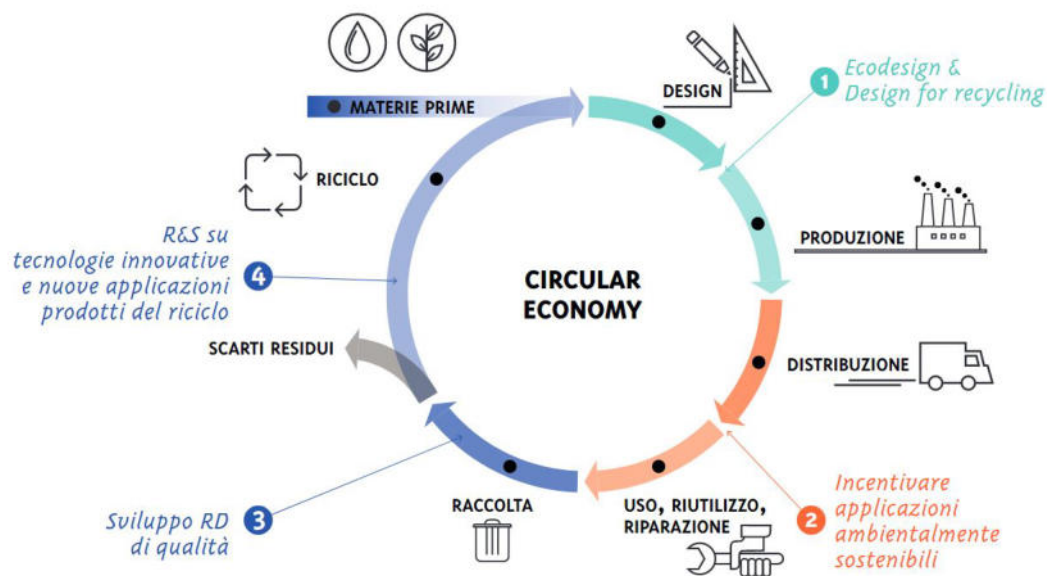 DESIGN
1
Ecodesign &
Design for recycling
MATERIE PRIME
RICICLO
PRODUZIONE
R&S su
tecnologie innovative
e nuove applicazioni
prodotti del riciclo
4
CIRCULAR
ECONOMY
SCARTI RESIDUI
DISTRIBUZIONE
Sviluppo RD
di qualità
3
RACCOLTA
USO, RIUTILIZZO,
RIPARAZIONE
2
Incentivare
applicazioni
ambientalmente
sostenibili